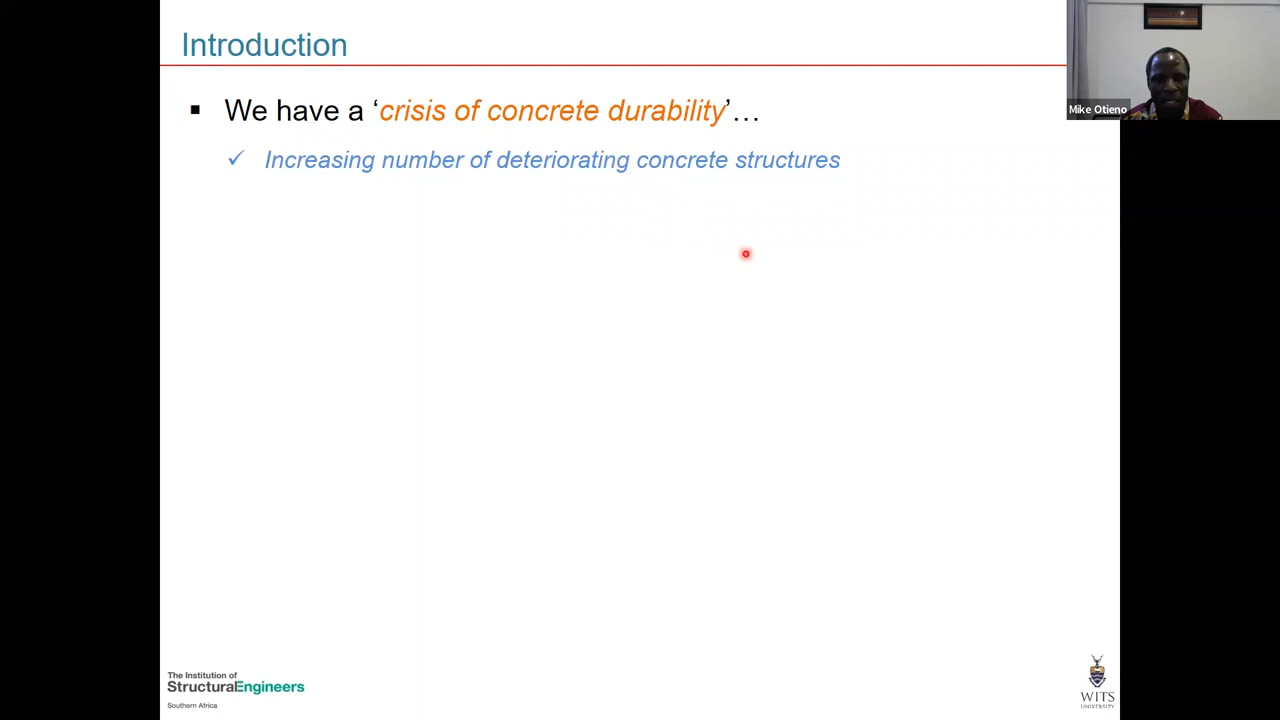 Introduction
We have a ‘crisis of concrete durability’…
Increasing number of deteriorating concrete structures
Mike Otieno
The Institution of
StructuralEngineers
Southern Africa
WITS
UNIVERSITY